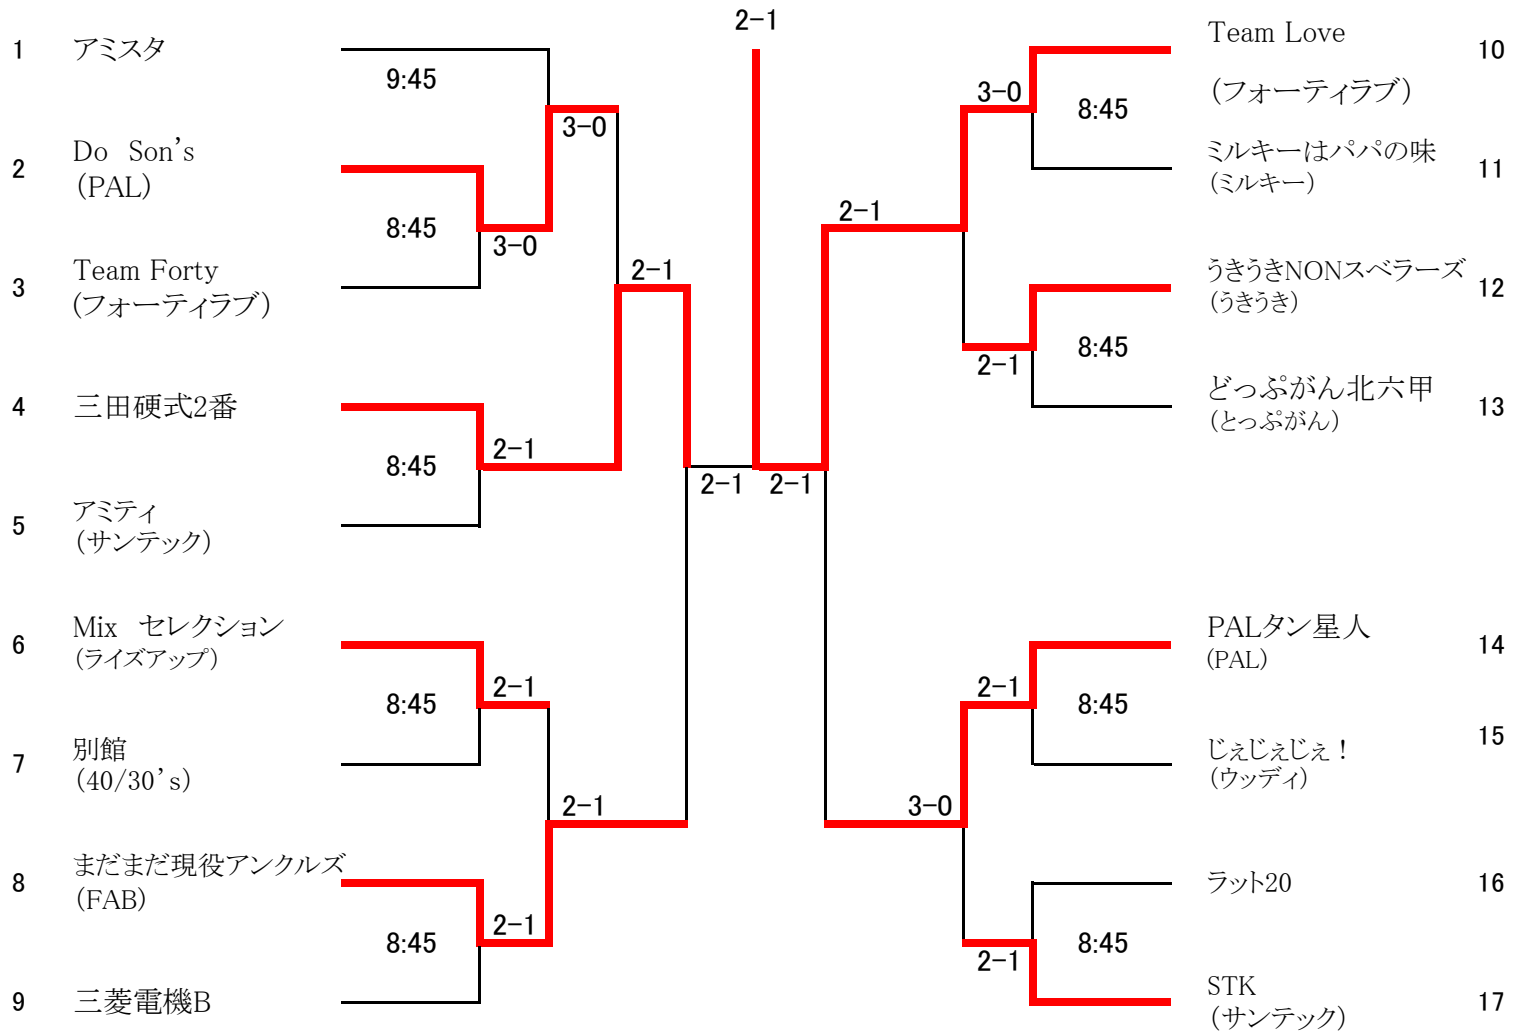 2-1
1 アミスタ
9:45
3-0
2 Do Son's
(PAL)
8:45
3-0
3 Team Forty
(フォーティラブ)
2-1
4 三田硬式2番
2-1
8:45
5 アミティ
(サンテック)
2-1
6 Mix セレクション
(ライズアップ)
2-1
8:45
7 別館
(40/30's)
2-1
8 まだまだ現役アンクルズ
(FAB)
2-1
8:45
9 三菱電機B
Team Love 10
(フォーティラブ)
3-0
8:45
ミルキーはパパの味 11
(ミルキー)
2-1
うきうきNONスベラーズ 12
(うきうき)
8:45
2-1
どっぷがん北六甲 13
(とっぷがん)
2-1
PALタン星人 14
(PAL)
2-1
8:45
じぇじぇじぇ! 15
(ウッディ)
3-0
ラット20 16
8:45
2-1
STK 17
(サンテック)